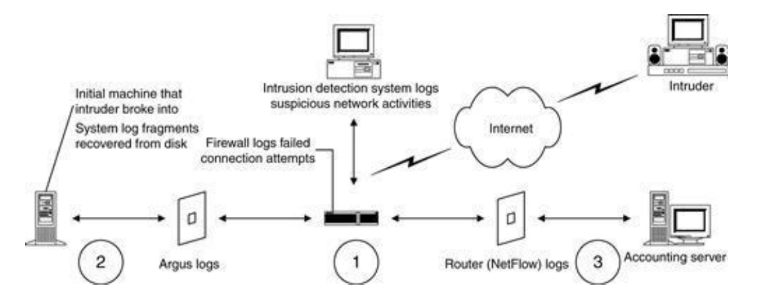 Initial machine that
intruder broke into
System log fragments
recovered from disk
Intrusion detection system logs
suspicious network activities
Firewall logs failed
connection attempts
Internet
Intruder
2
Argus logs
1
Router (NetFlow) logs
3
Accounting server